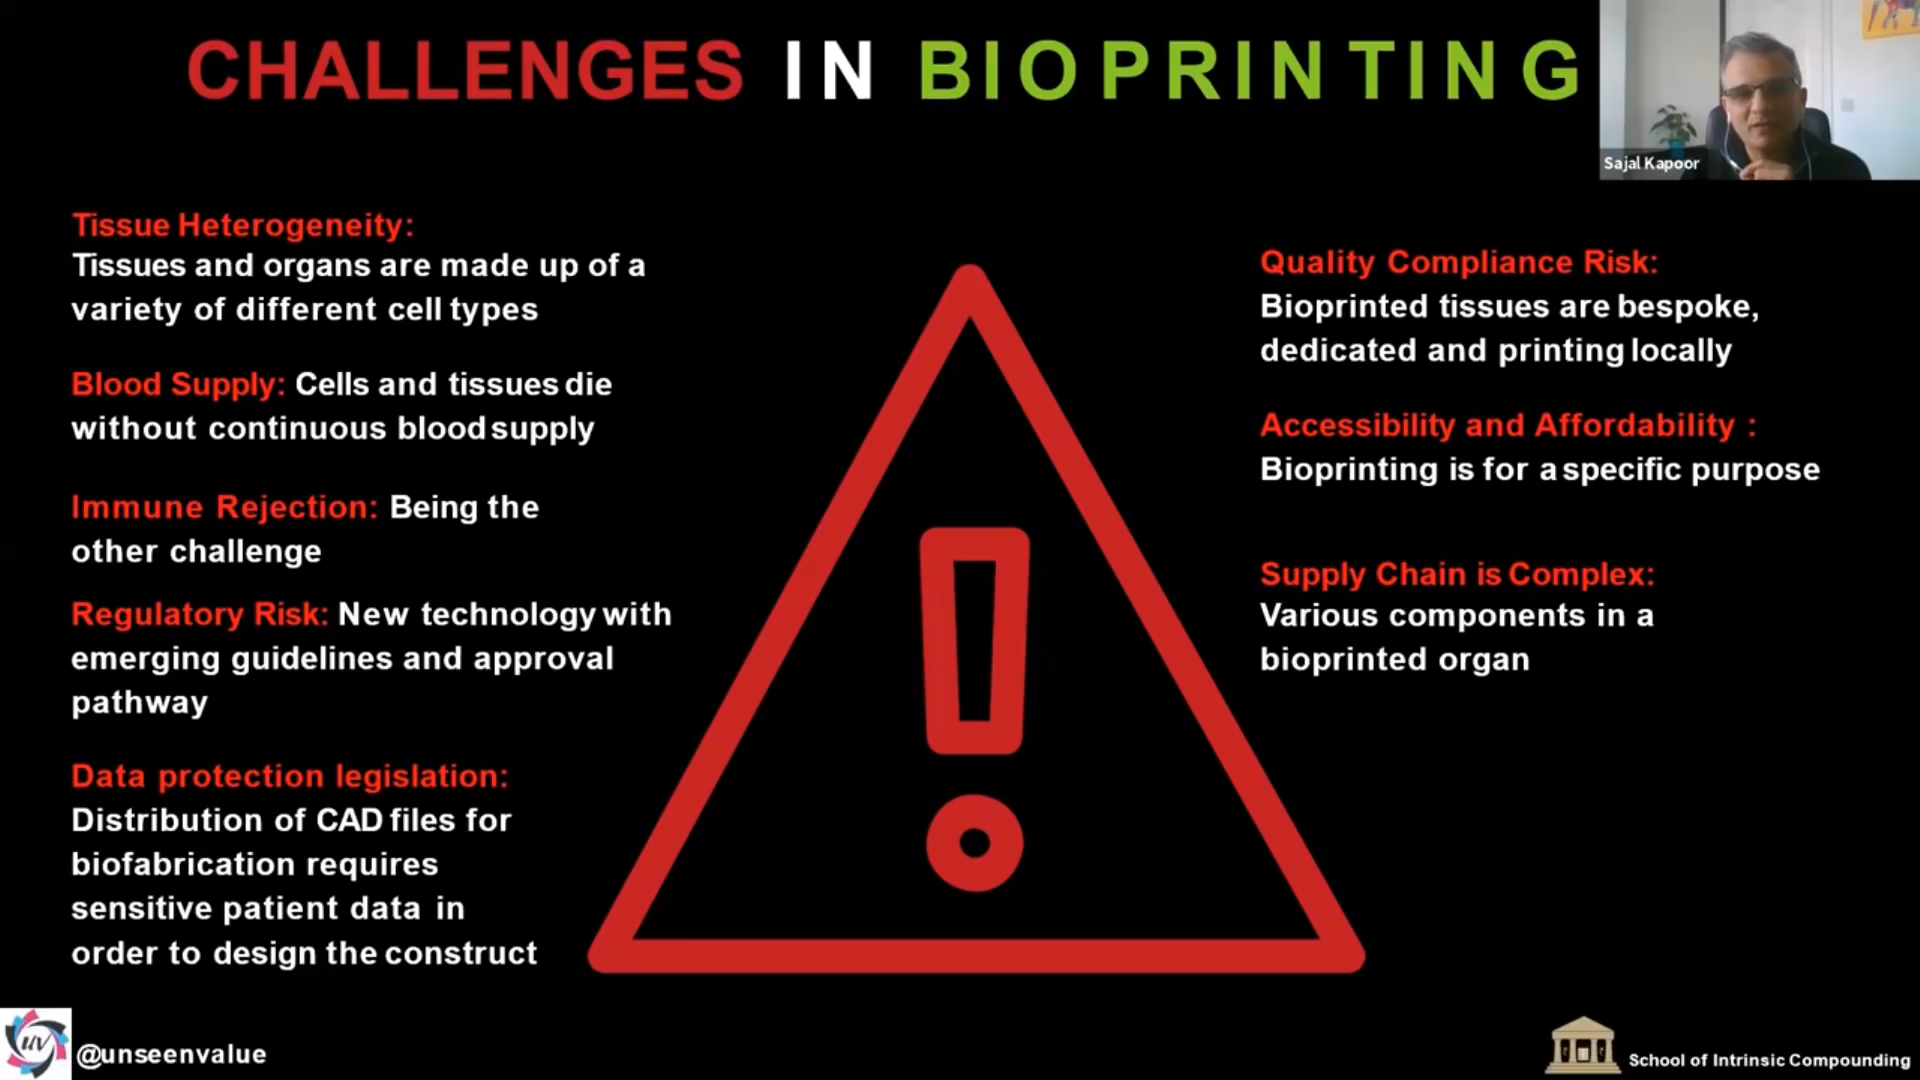 CHALLENGES IN BIOPRINTING
Sajal Kapoor
Tissue Heterogeneity:
Tissues and organs are made up of a
variety of different cell types
Blood Supply: Cells and tissues die
without continuous blood supply
Immune Rejection: Being the
other challenge
Regulatory Risk: New technology with
emerging guidelines and approval
pathway
Data protection legislation:
Distribution of CAD files for
biofabrication requires
sensitive patient data in
order to design the construct
Quality Compliance Risk:
Bioprinted tissues are bespoke,
dedicated and printing locally
Accessibility and Affordability :
Bioprinting is for a specific purpose
Supply Chain is Complex:
Various components in a
bioprinted organ
UV
@unseenvalue
School of Intrinsic Compounding